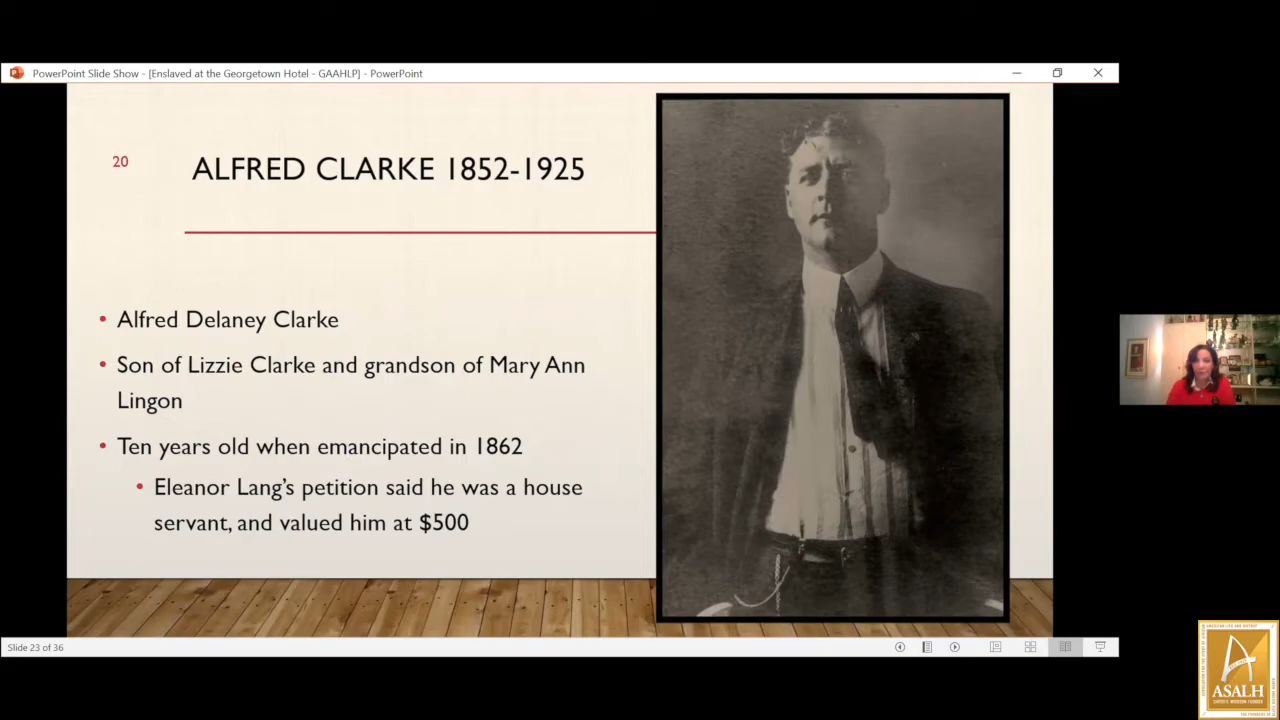 PowerPoint Slide Show - [Enslaved at the Georgetown Hotel - GAAHLP] - PowerPoint
20
ALFRED CLARKE 1852-1925
• Alfred Delaney Clarke
• Son of Lizzie Clarke and grandson of Mary Ann
Lingon
• Ten years old when emancipated in 1862
• Eleanor Lang's petition said he was a house
servant, and valued him at $500
Slide 23 of 36
ASALH